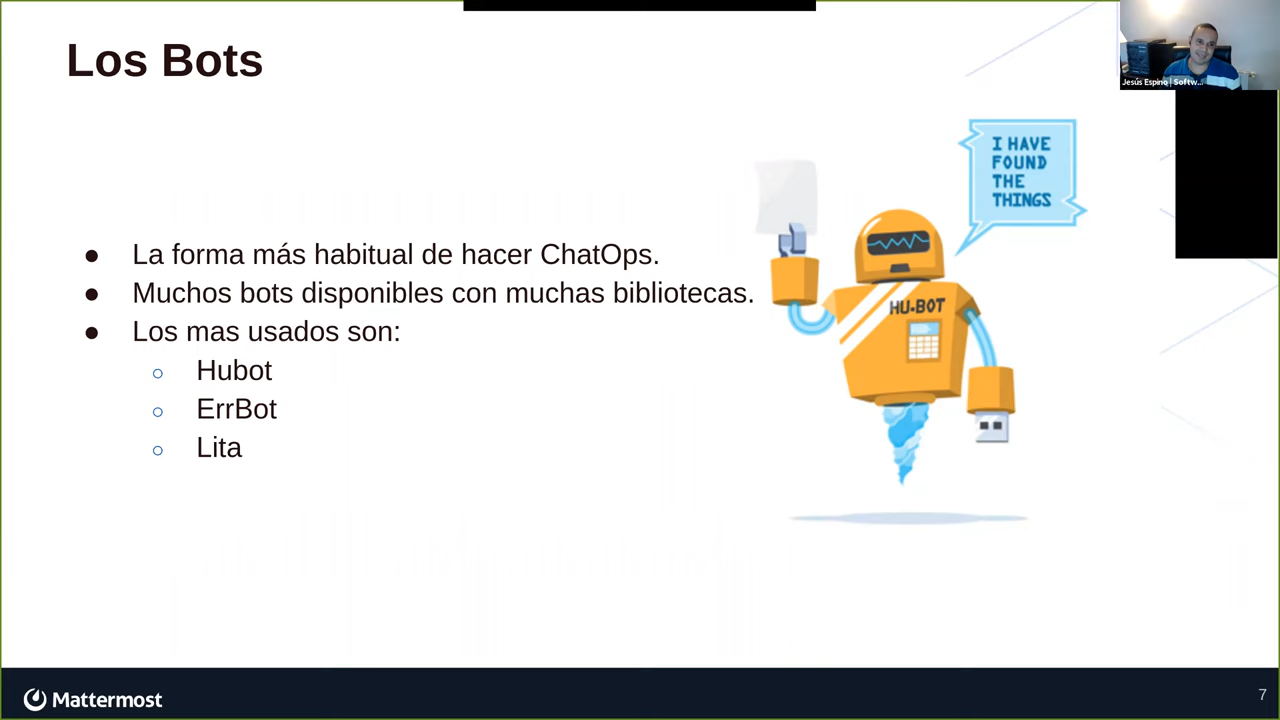 Los Bots
Jesús Espino | Softw...
I HAVE
FOUND
THE
THINGS
HU-BOT
● La forma más habitual de hacer ChatOps.
● Muchos bots disponibles con muchas bibliotecas.
● Los mas usados son:
○ Hubot
○ ErrBot
○ Lita
Mattermost
7